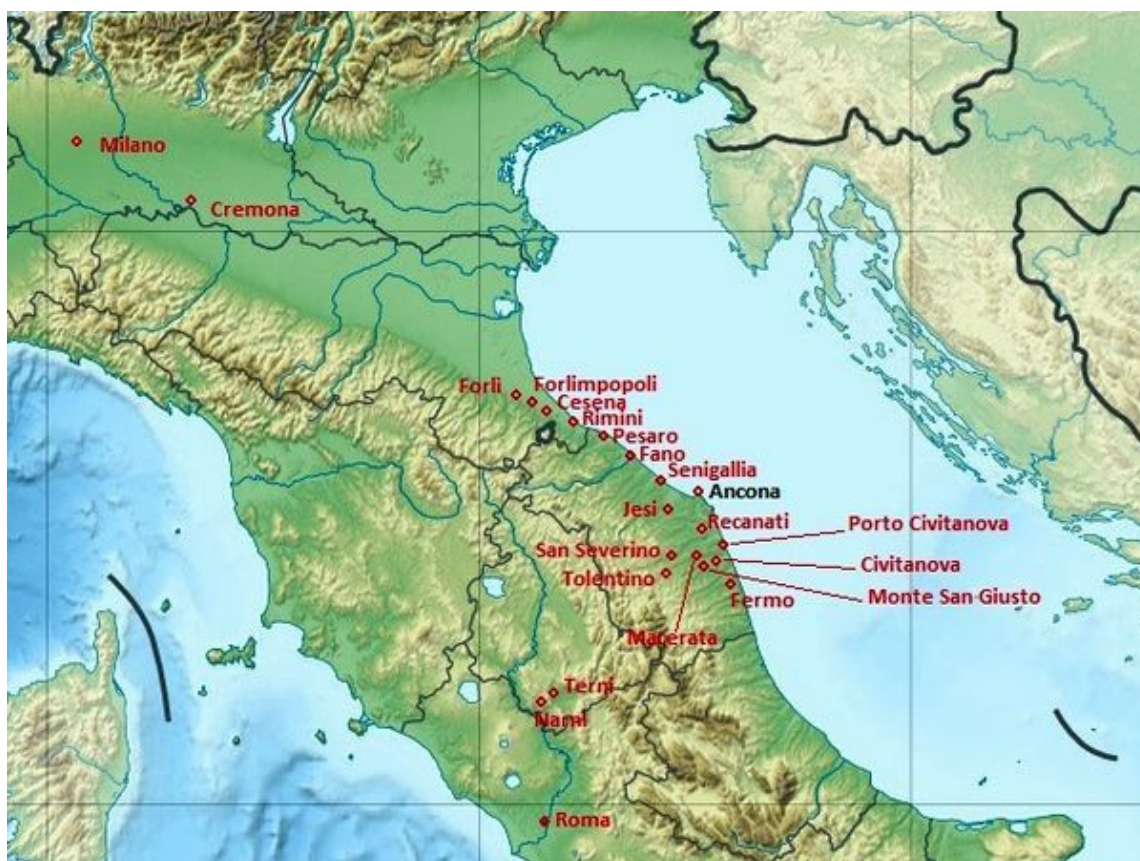 Milano
Cremona
Forlì
Forlimpopoli
Cesena
Rimini
Pesaro
Fano
Senigallia
Ancona
Jesi
Recanati
Porto Civitanova
San Severino
Civitanova
Tolentino
Monte San Giusto
Fermo
Macerata
Terni
Narni
Roma